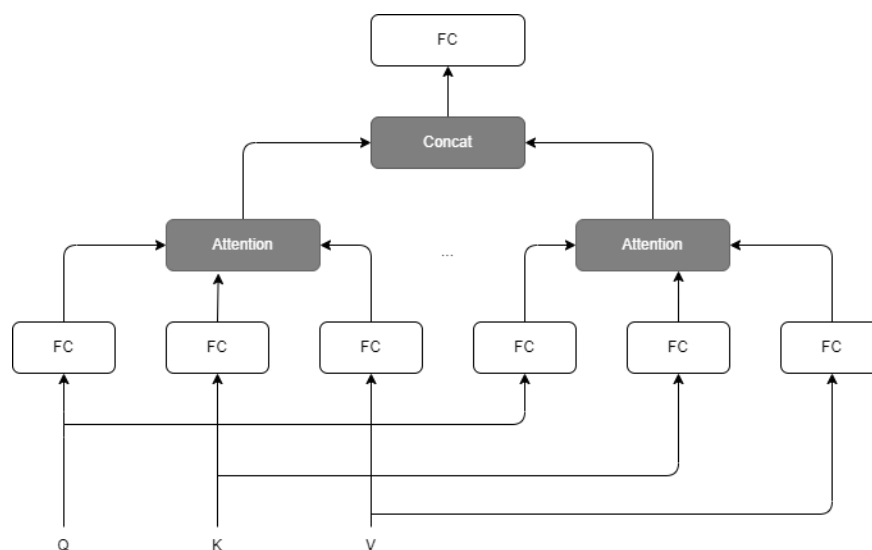 FC
Concat
Attention ... Attention
FC FC FC FC FC FC
Q K V